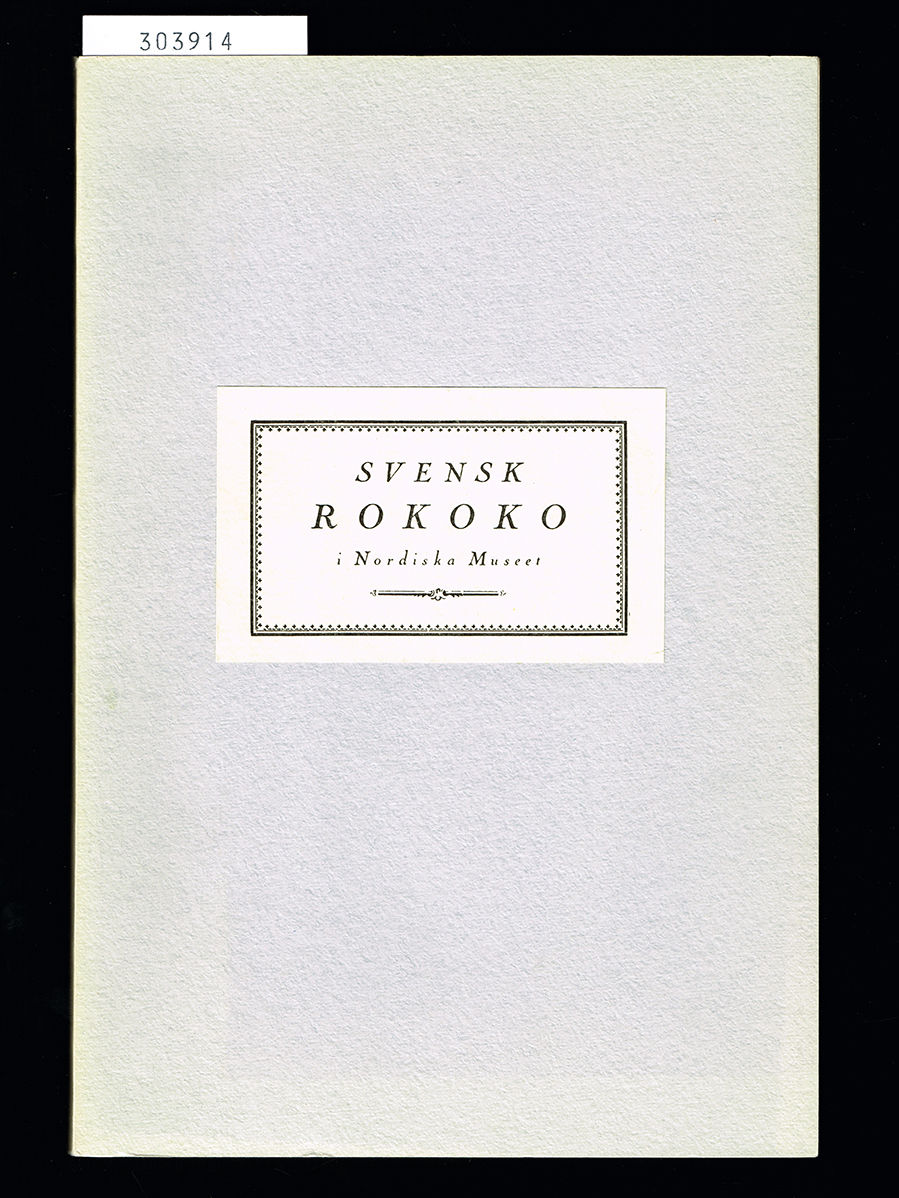 303914
SVENSK
ROKOKO
i Nordiska Museet